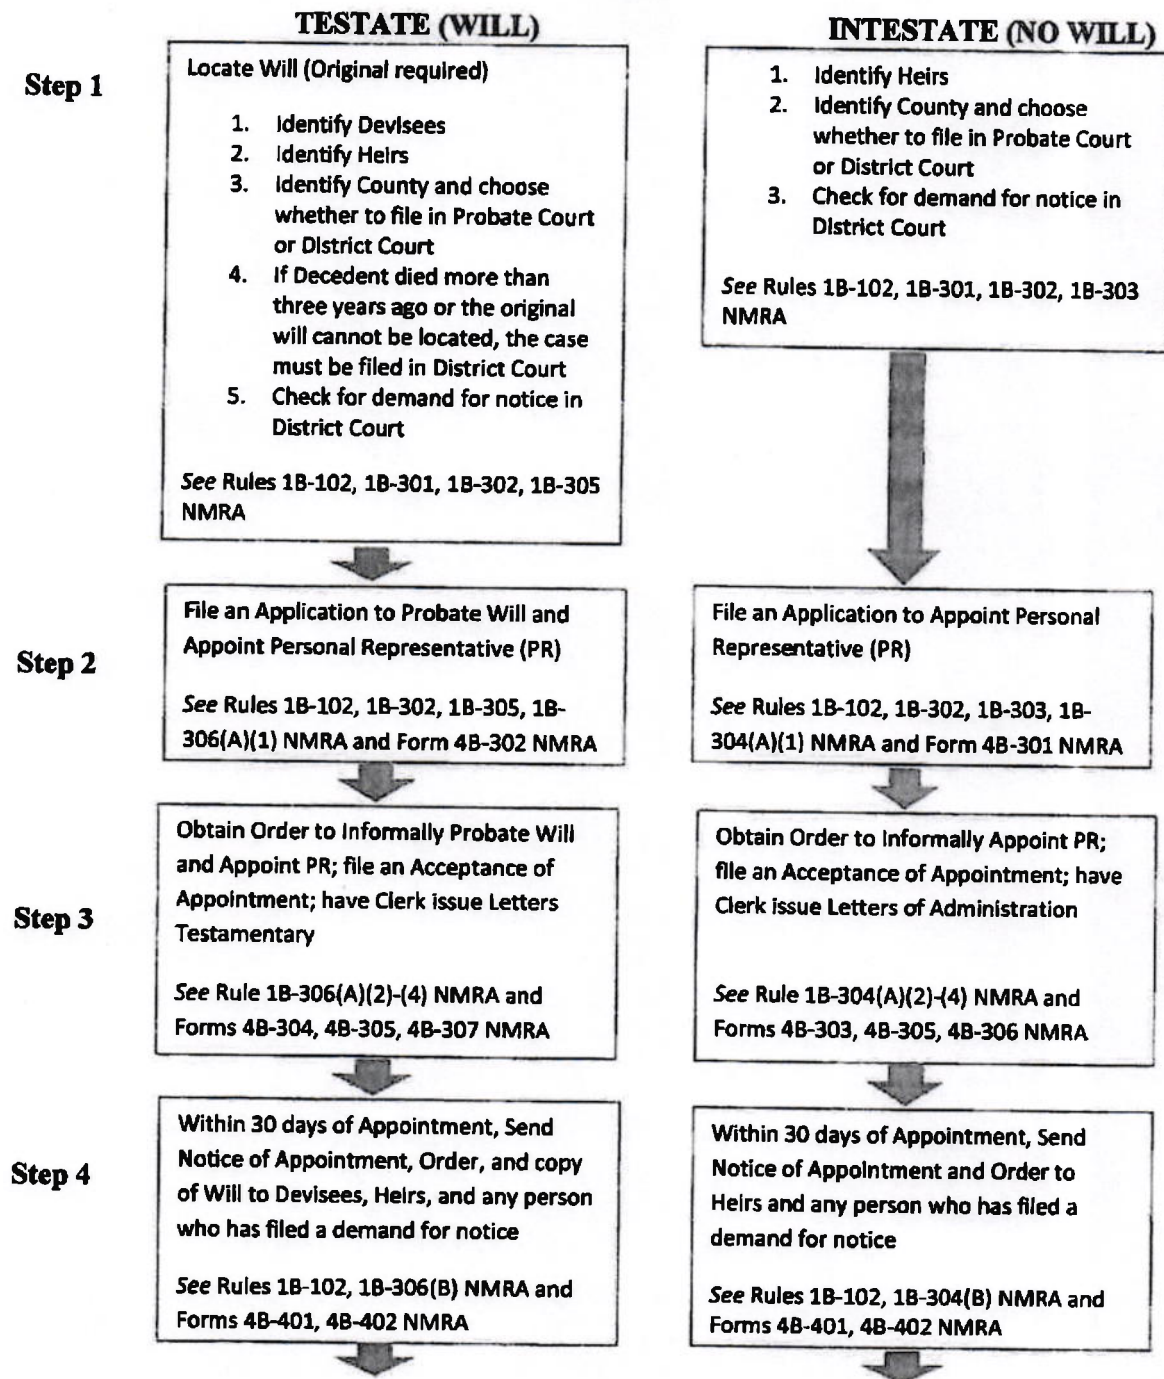 TESTATE (WILL)
INTESTATE (NO WILL)
Step 1
Locate Will (Original required)
1. Identify Devisees
2. Identify Heirs
3. Identify County and choose
whether to file in Probate Court
or District Court
4. If Decedent died more than
three years ago or the original
will cannot be located, the case
must be filed in District Court
5. Check for demand for notice in
District Court
See Rules 1B-102, 1B-301, 1B-302, 1B-305
NMRA
1. Identify Heirs
2. Identify County and choose
whether to file in Probate Court
or District Court
3. Check for demand for notice in
District Court
See Rules 1B-102, 1B-301, 1B-302, 1B-303
NMRA
Step 2
File an Application to Probate Will and
Appoint Personal Representative (PR)
See Rules 1B-102, 1B-302, 1B-305, 1B-
306(A)(1) NMRA and Form 4B-302 NMRA
File an Application to Appoint Personal
Representative (PR)
See Rules 1B-102, 1B-302, 1B-303, 1B-
304(A)(1) NMRA and Form 4B-301 NMRA
Step 3
Obtain Order to Informally Probate Will
and Appoint PR; file an Acceptance of
Appointment; have Clerk issue Letters
Testamentary
See Rule 1B-306(A)(2)-(4) NMRA and
Forms 4B-304, 4B-305, 4B-307 NMRA
Obtain Order to Informally Appoint PR;
file an Acceptance of Appointment; have
Clerk issue Letters of Administration
See Rule 1B-304(A)(2)-(4) NMRA and
Forms 4B-303, 4B-305, 4B-306 NMRA
Step 4
Within 30 days of Appointment, Send
Notice of Appointment, Order, and copy
of Will to Devisees, Heirs, and any person
who has filed a demand for notice
See Rules 1B-102, 1B-306(B) NMRA and
Forms 4B-401, 4B-402 NMRA
Within 30 days of Appointment, Send
Notice of Appointment and Order to
Heirs and any person who has filed a
demand for notice
See Rules 1B-102, 1B-304(B) NMRA and
Forms 4B-401, 4B-402 NMRA